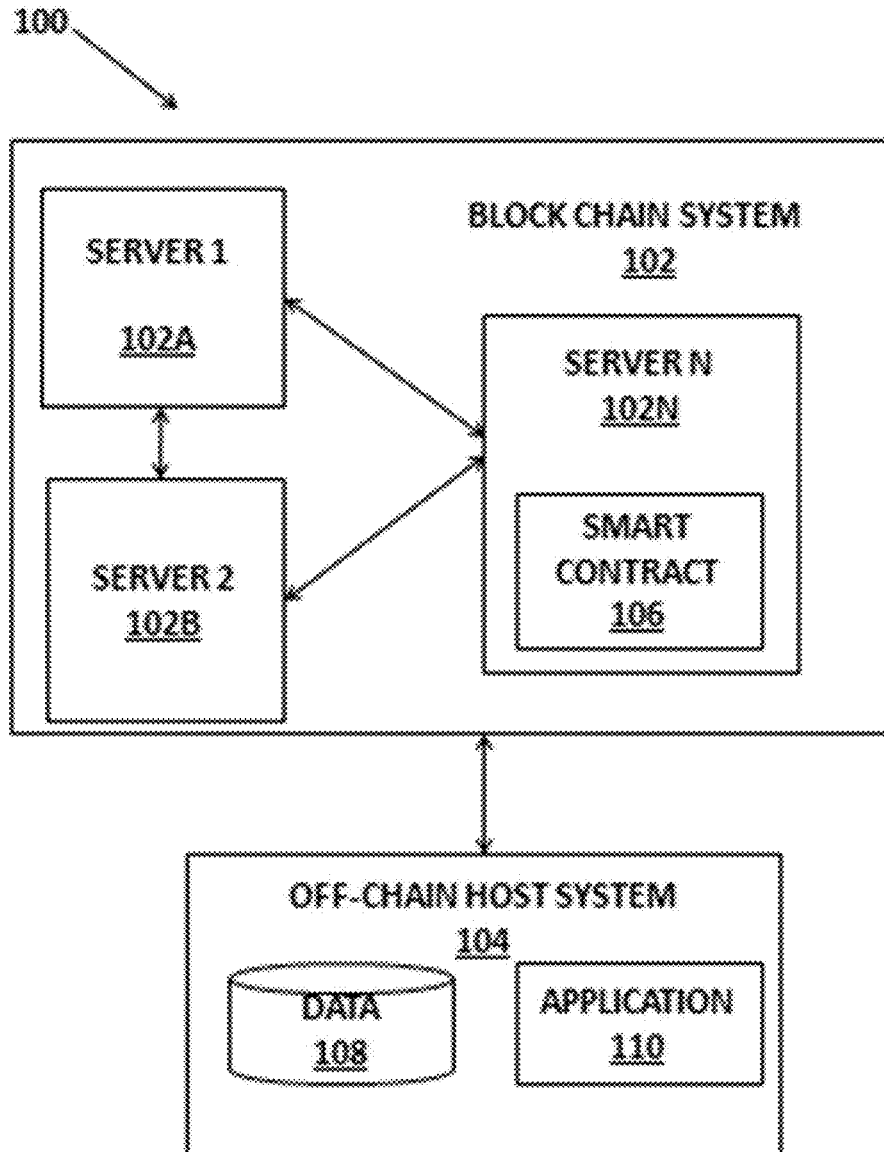 100
SERVER 1
102A
BLOCK CHAIN SYSTEM
102
SERVER N
102N
SERVER 2
102B
SMART
CONTRACT
106
OFF-CHAIN HOST SYSTEM
104
DATA
108
APPLICATION
110